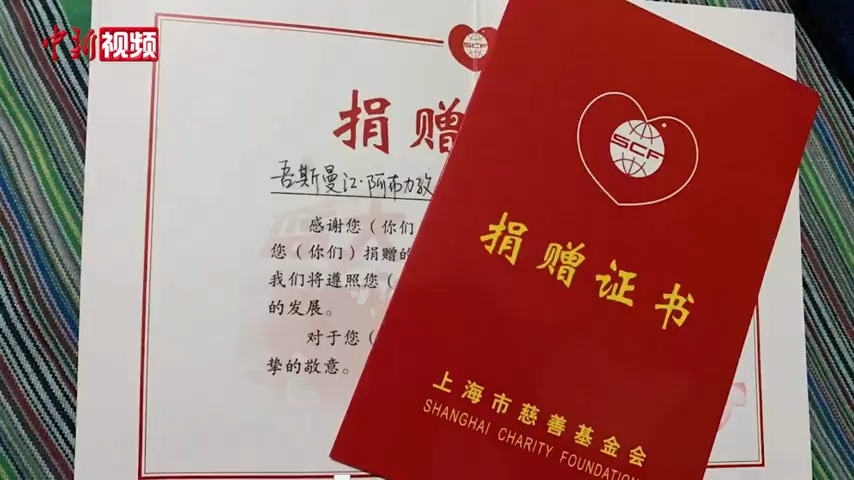 中新视频
SCF
捐赠
吾斯曼江·阿布力孜
感谢您（你们
您（你们）捐赠的
我们将遵照您（
的发展。
对于您（
挚的敬意。
SCF
捐赠证书
上海市慈善基金会
SHANGHAI CHARITY FOUNDATION